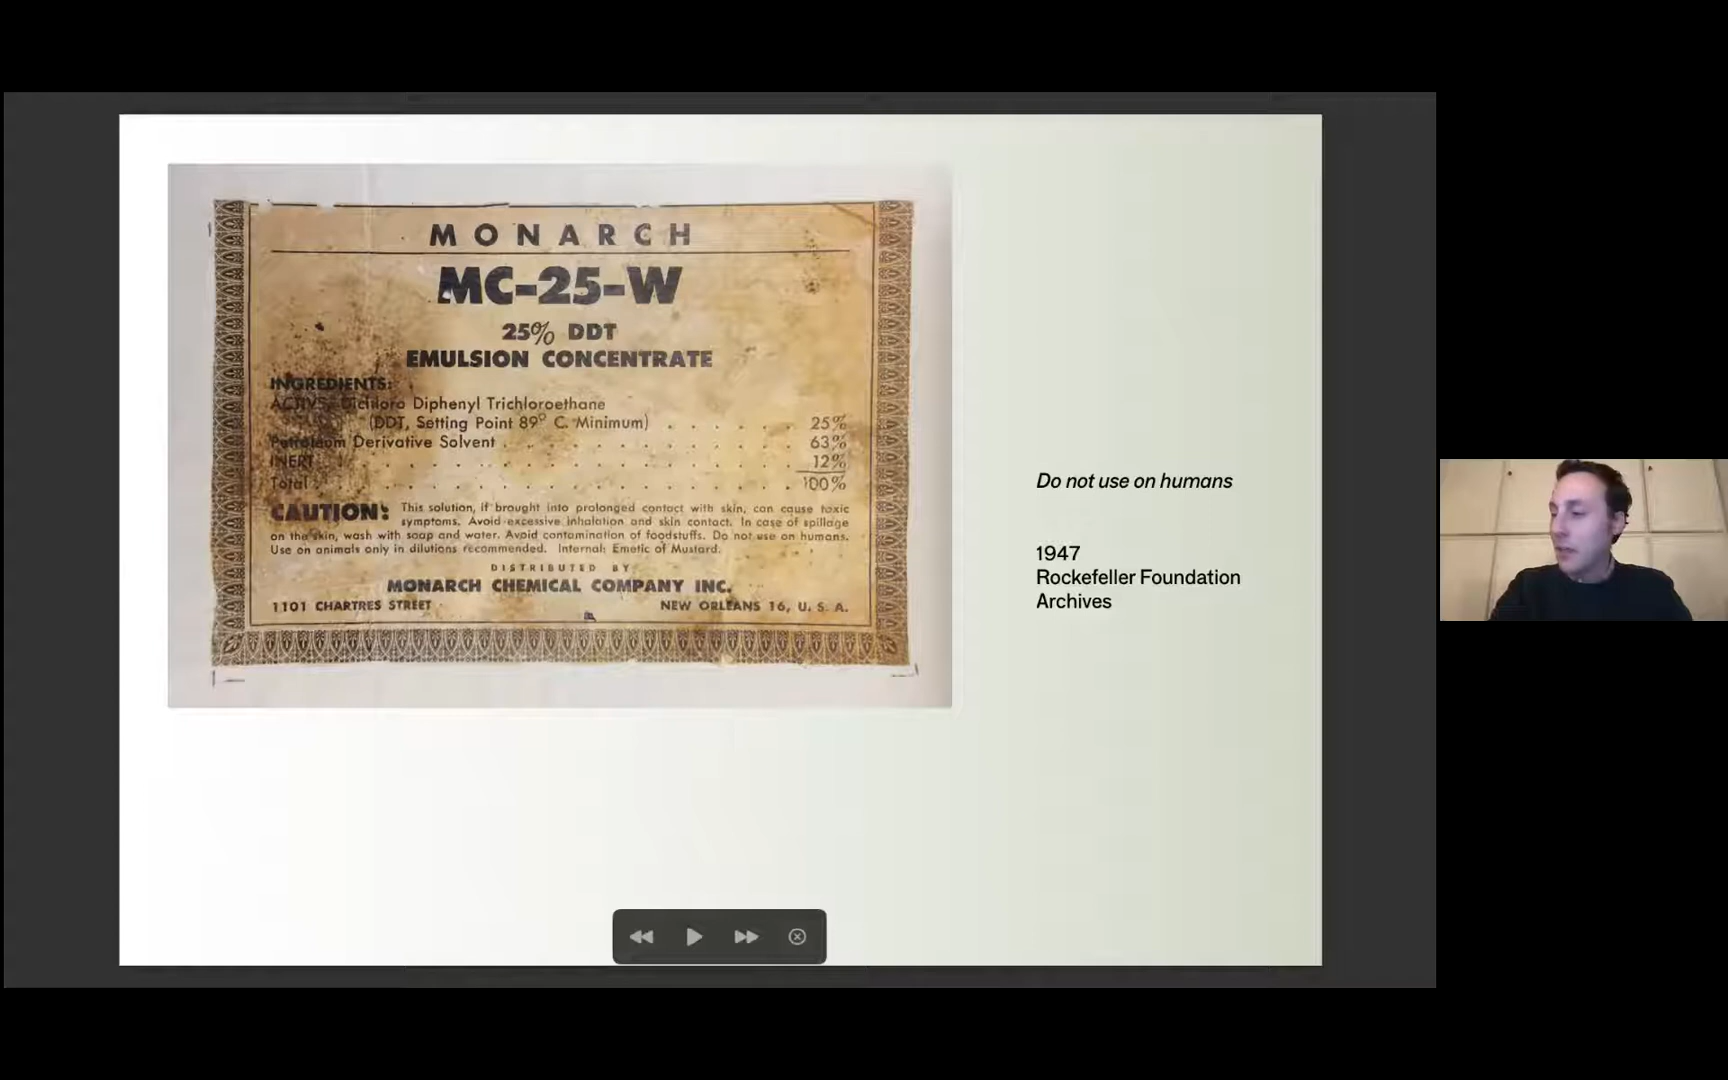 MONARCH
MC-25-W
25% DDT
EMULSION CONCENTRATE
INGREDIENTS:
ACTIVE: Dichloro Diphenyl Trichloroethane
(DDT, Setting Point 89° C. Minimum) . . . . . . 25%
Petroleum Derivative Solvent . . . . . . . . . . . . 63%
INERT . . . . . . . . . . . . . . . . . . 12%
Total . . . . . . . . . . . . . . . . . . 100%
CAUTION: This solution, if brought into prolonged contact with skin, can cause toxic
symptoms. Avoid excessive inhalation and skin contact. In case of spillage
on the skin, wash with soap and water. Avoid contamination of foodstuffs. Do not use on humans.
Use on animals only in dilutions recommended. Internal: Emetic of Mustard.
DISTRIBUTED BY
MONARCH CHEMICAL COMPANY INC.
1101 CHARTRES STREET NEW ORLEANS 16, U. S. A.
Do not use on humans
1947
Rockefeller Foundation
Archives